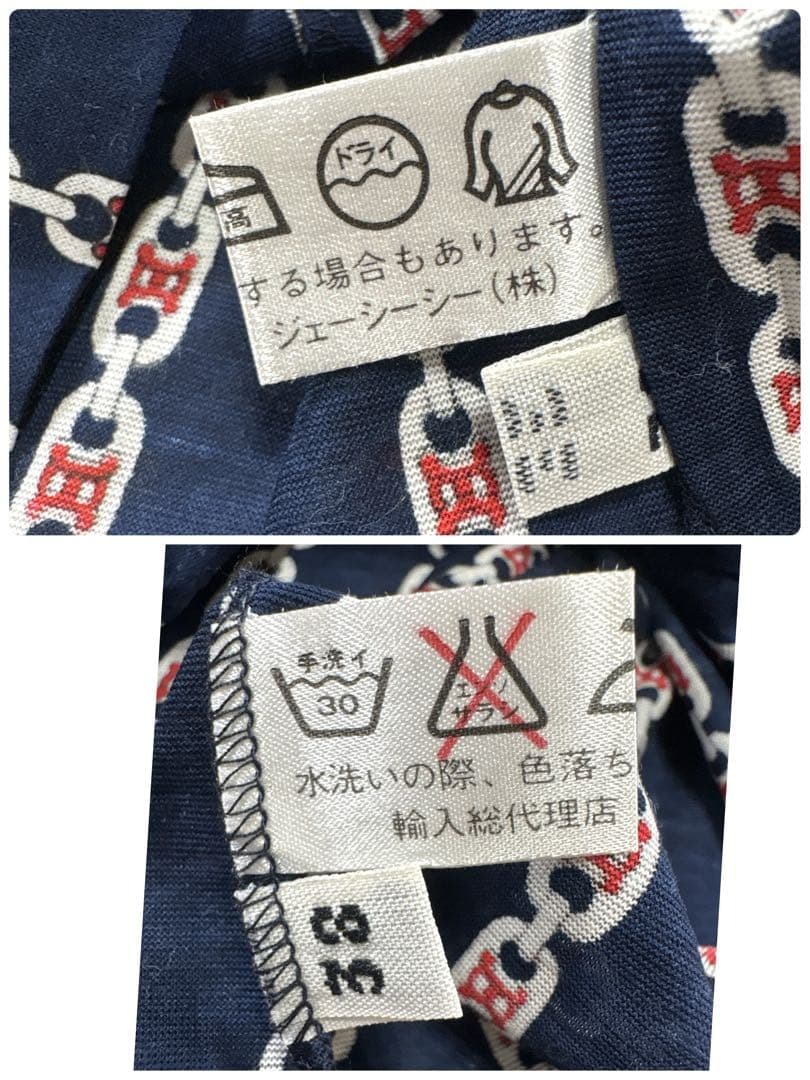 高
ドライ
する場合もあります。
ジェーシーシー(株)
手洗イ
30
エンソ
サラシ
水洗いの際、色落ち
輸入総代理店
38